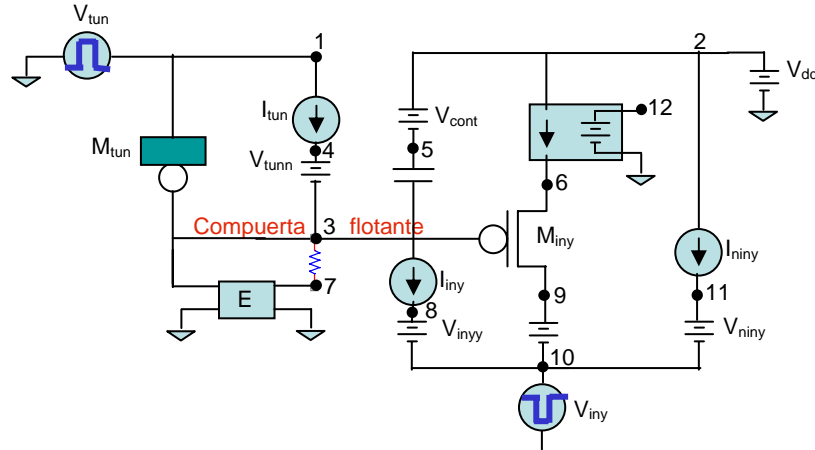 V_tun
1
2
V_dc
I_tun
V_cont
12
M_tun
4
5
V_tunn
6
Compuerta 3 flotante
M_iny
I_niny
7
I_iny
E
9
11
8
V_inyy
V_niny
10
V_iny